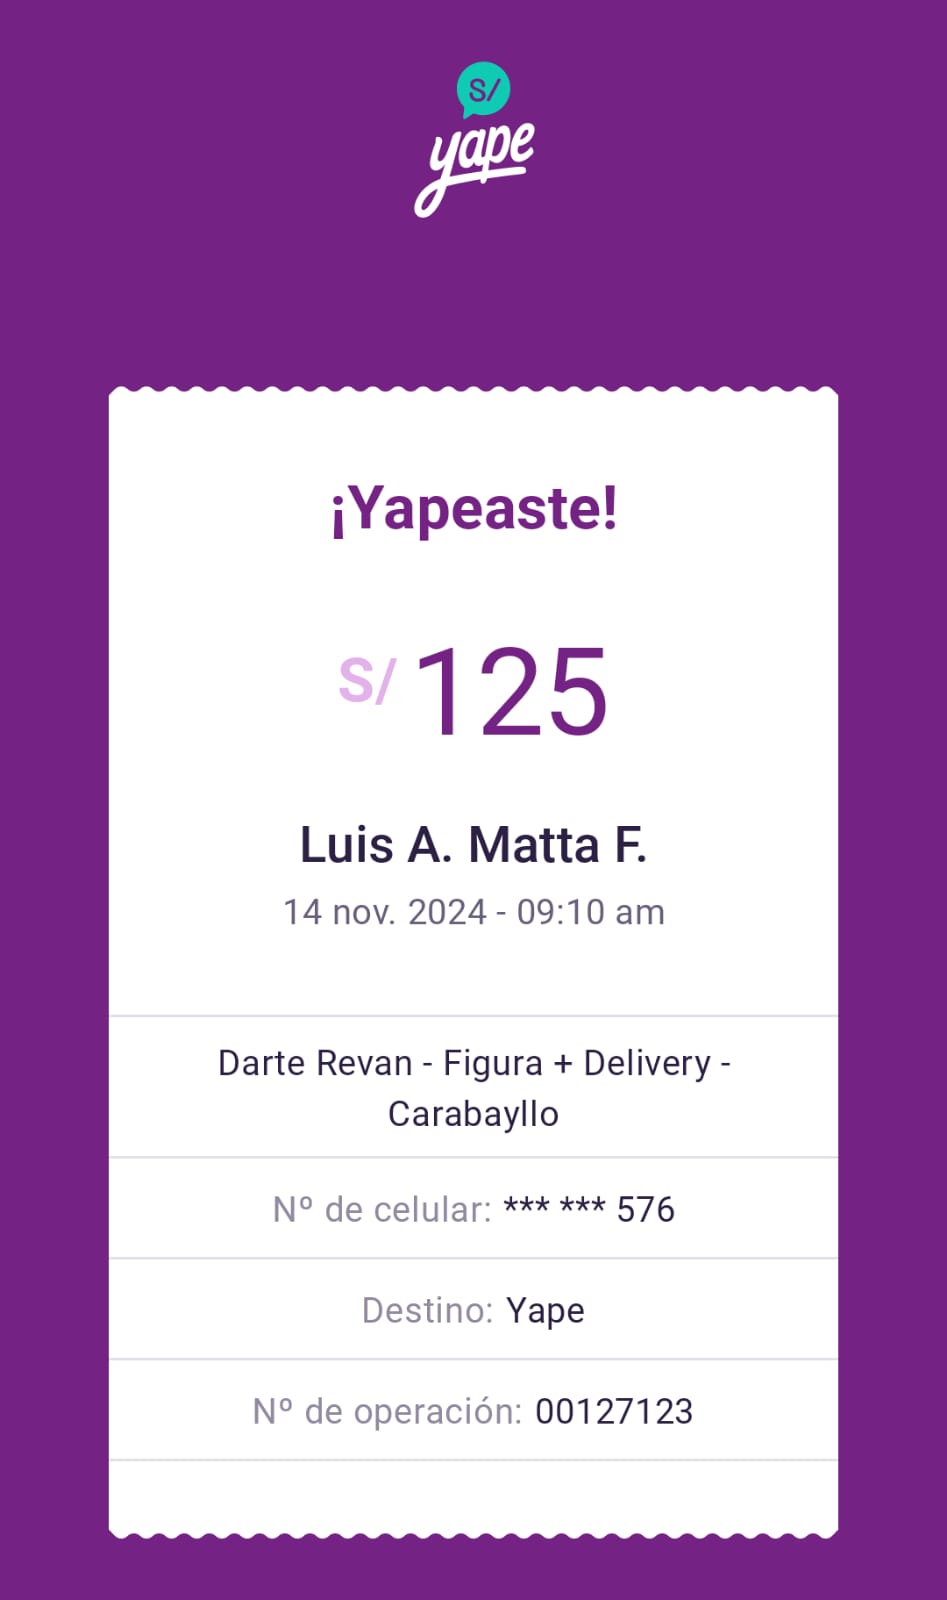 S/
yape
¡Yapeaste!
S/ 125
Luis A. Matta F.
14 nov. 2024 - 09:10 am
Darte Revan - Figura + Delivery -
Carabayllo
Nº de celular: *** *** 576
Destino: Yape
Nº de operación: 00127123